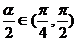 α/2 ∈ (π/4, π/2)